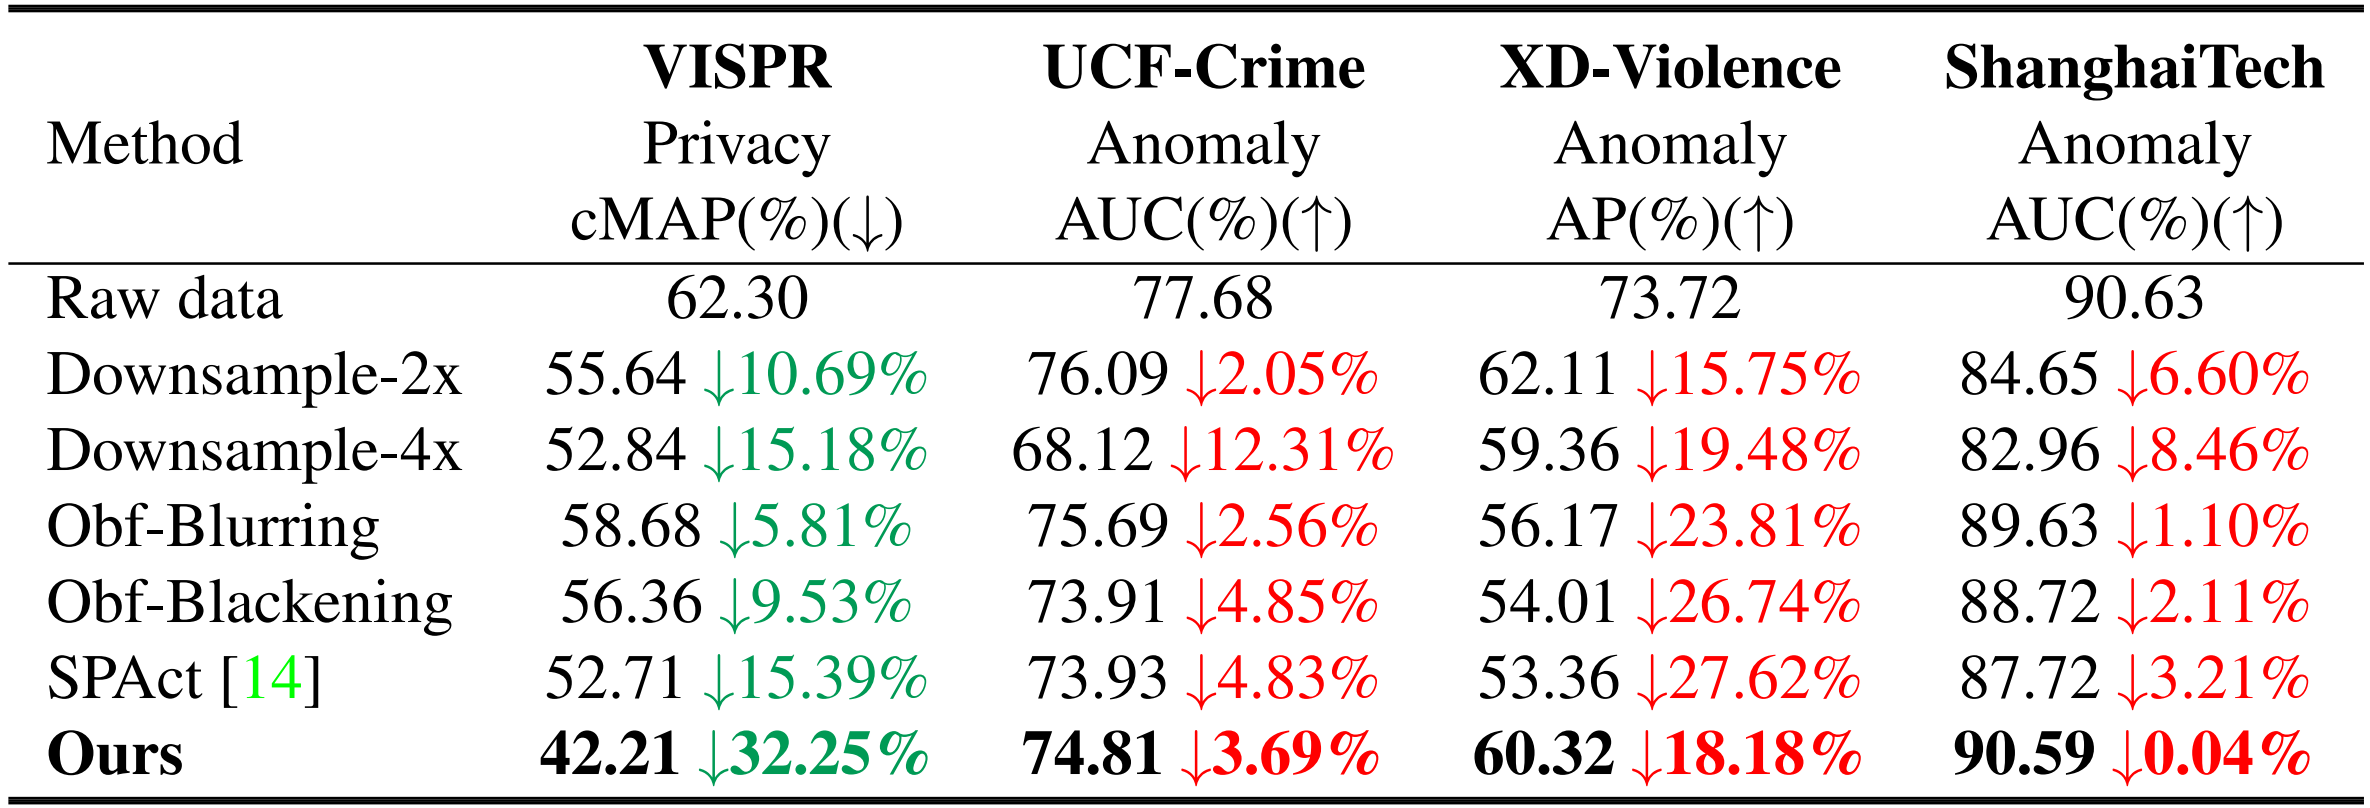 VISPR UCF-Crime XD-Violence ShanghaiTech
Method Privacy Anomaly Anomaly Anomaly
cMAP(%)(↓) AUC(%)(↑) AP(%)(↑) AUC(%)(↑)
Raw data 62.30 77.68 73.72 90.63
Downsample-2x 55.64 ↓10.69% 76.09 ↓2.05% 62.11 ↓15.75% 84.65 ↓6.60%
Downsample-4x 52.84 ↓15.18% 68.12 ↓12.31% 59.36 ↓19.48% 82.96 ↓8.46%
Obf-Blurring 58.68 ↓5.81% 75.69 ↓2.56% 56.17 ↓23.81% 89.63 ↓1.10%
Obf-Blackening 56.36 ↓9.53% 73.91 ↓4.85% 54.01 ↓26.74% 88.72 ↓2.11%
SPAct [14] 52.71 ↓15.39% 73.93 ↓4.83% 53.36 ↓27.62% 87.72 ↓3.21%
Ours 42.21 ↓32.25% 74.81 ↓3.69% 60.32 ↓18.18% 90.59 ↓0.04%